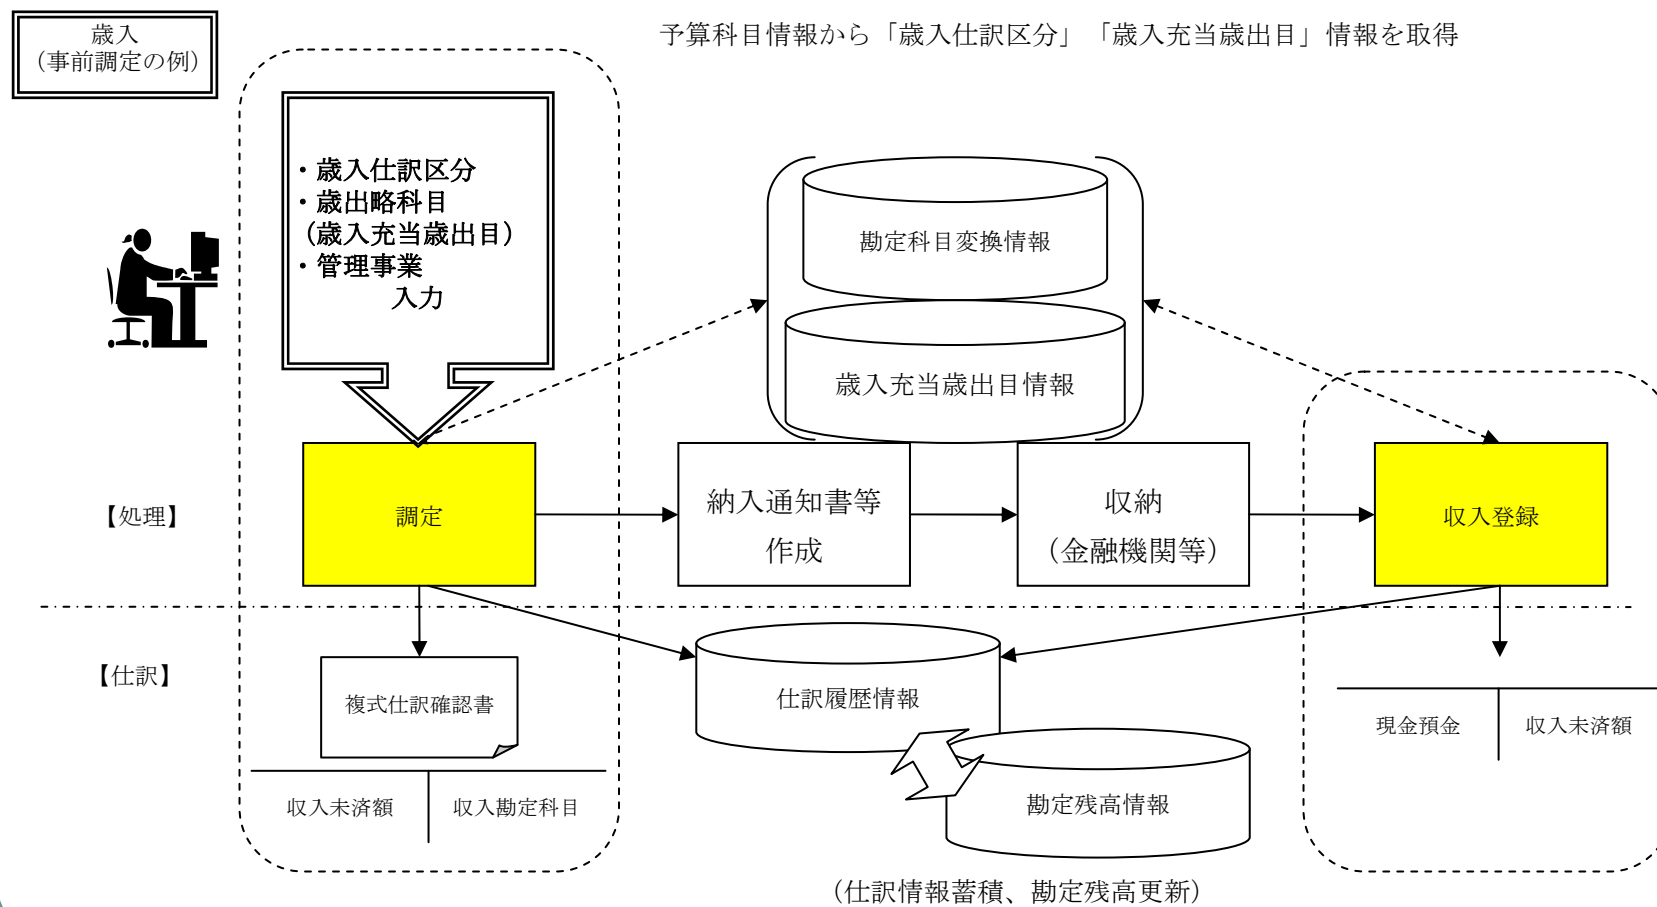 歳入
（事前調定の例）
予算科目情報から「歳入仕訳区分」「歳入充当歳出目」情報を取得
・歳入仕訳区分
・歳出略科目
（歳入充当歳出目）
・管理事業
入力
勘定科目変換情報
歳入充当歳出目情報
【処理】
調定
納入通知書等
作成
収納
（金融機関等）
収入登録
【仕訳】
複式仕訳確認書
収入未済額
収入勘定科目
仕訳履歴情報
勘定残高情報
現金預金
収入未済額
（仕訳情報蓄積、勘定残高更新）